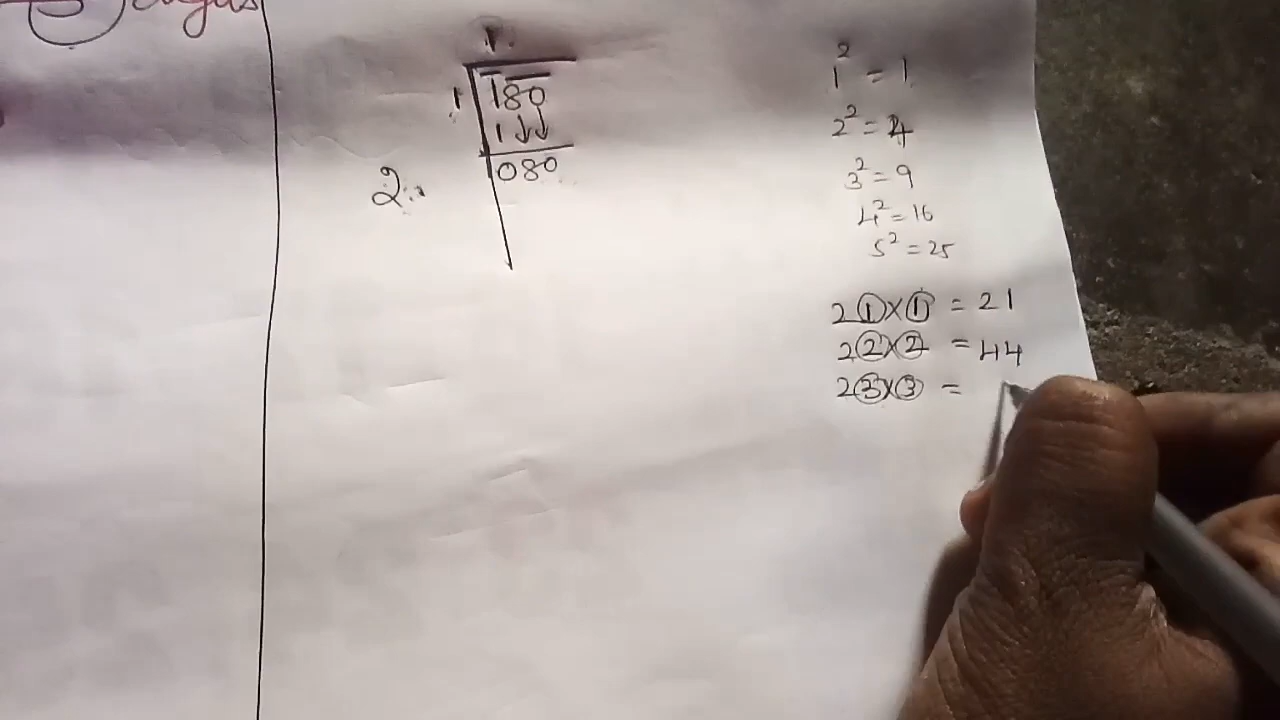 1.
1 180
1↓↓
2. 080
1² = 1
2² = 4
3² = 9
4² = 16
5² = 25
2①×① = 21
2②×② = 44
2③×③ =